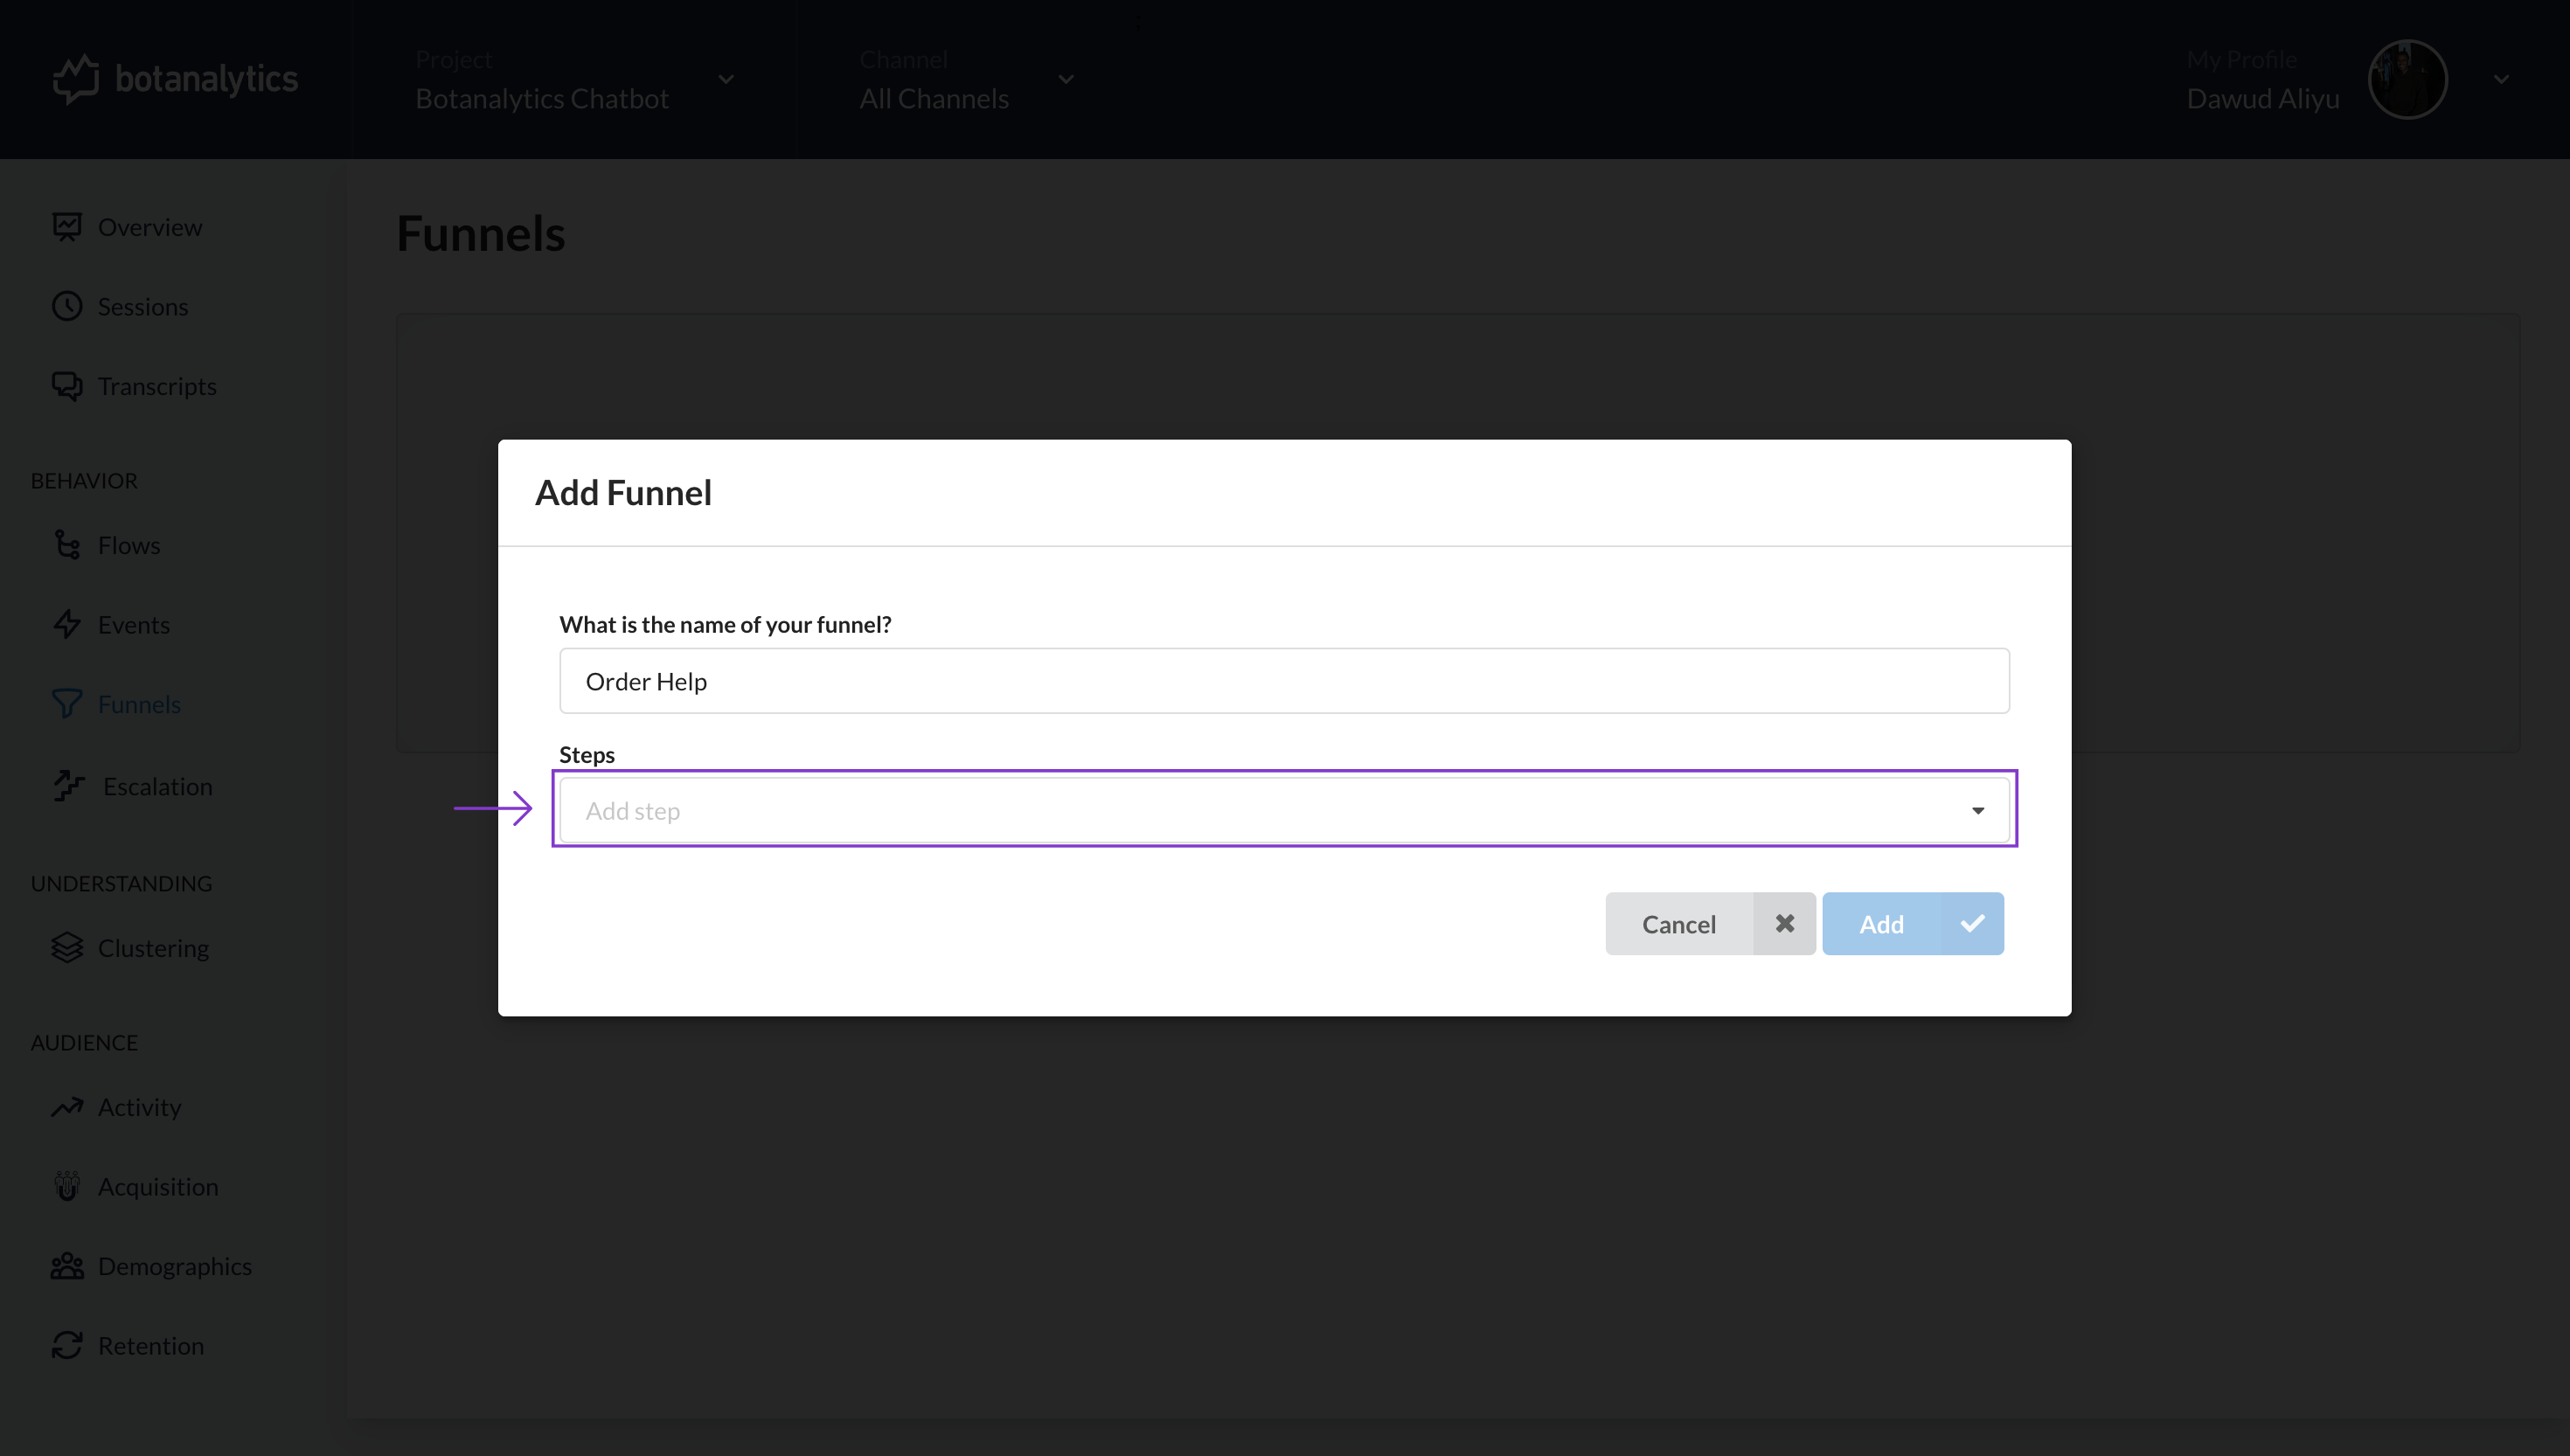 botanalytics
Project
Botanalytics Chatbot
Channel
All Channels
My Profile
Dawud Aliyu
Overview
Sessions
Transcripts
BEHAVIOR
Flows
Events
Funnels
Escalation
UNDERSTANDING
Clustering
AUDIENCE
Activity
Acquisition
Demographics
Retention
Funnels
Add Funnel
What is the name of your funnel?
Order Help
Steps
Add step
Cancel
Add